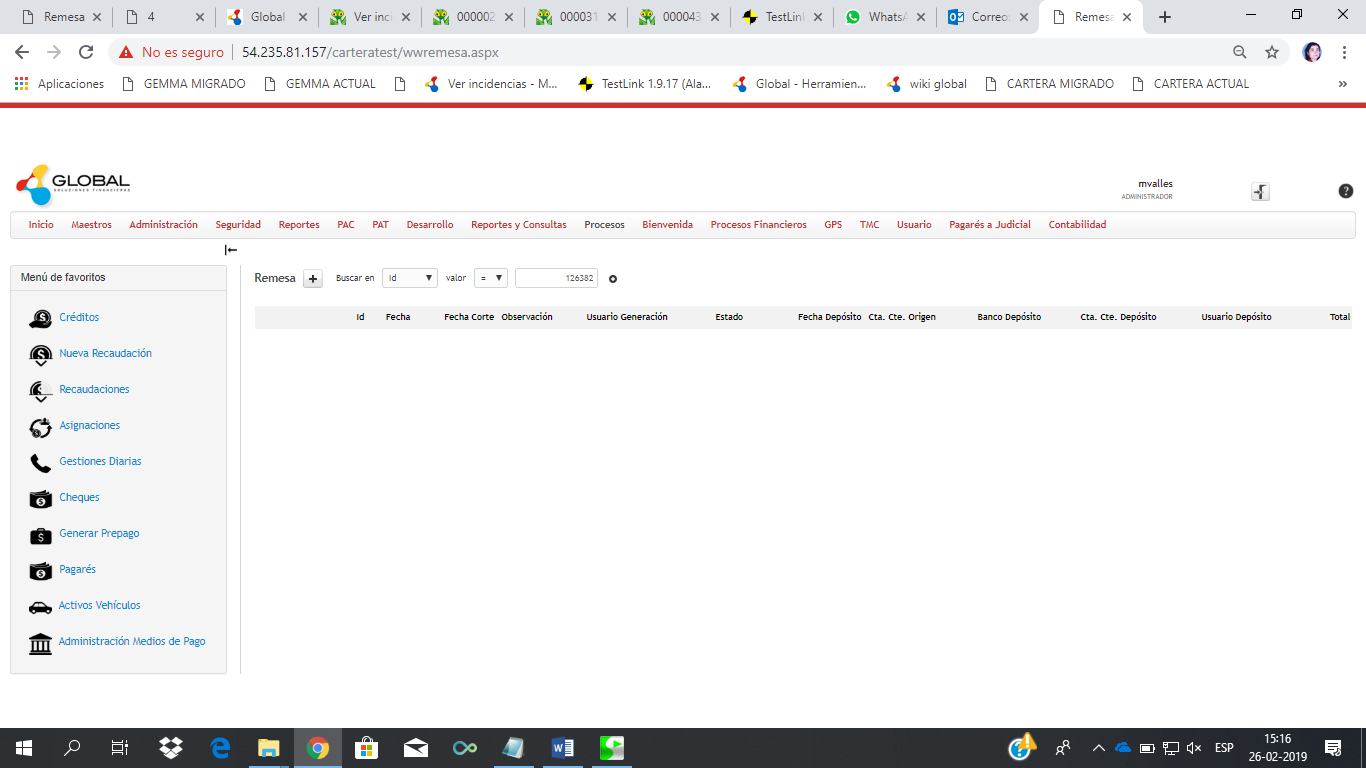 Remesa 4 Global Ver inci 000002 000031 000043 TestLin WhatsA Correo: Remesa
No es seguro 54.235.81.157/carteratest/wwremesa.aspx
Aplicaciones GEMMA MIGRADO GEMMA ACTUAL Ver incidencias - M... TestLink 1.9.17 (Ala... Global - Herramien... wiki global CARTERA MIGRADO CARTERA ACTUAL »
GLOBAL
SOLUCIONES FINANCIERAS
mvalles
ADMINISTRADOR
Inicio Maestros Administración Seguridad Reportes PAC PAT Desarrollo Reportes y Consultas Procesos Bienvenida Procesos Financieros GPS TMC Usuario Pagarés a Judicial Contabilidad
Menú de favoritos
Créditos
Nueva Recaudación
Recaudaciones
Asignaciones
Gestiones Diarias
Cheques
Generar Prepago
Pagarés
Activos Vehículos
Administración Medios de Pago
Remesa + Buscar en Id valor = 126382
Id Fecha Fecha Corte Observación Usuario Generación Estado Fecha Depósito Cta. Cte. Origen Banco Depósito Cta. Cte. Depósito Usuario Depósito Total
ESP
15:16
26-02-2019